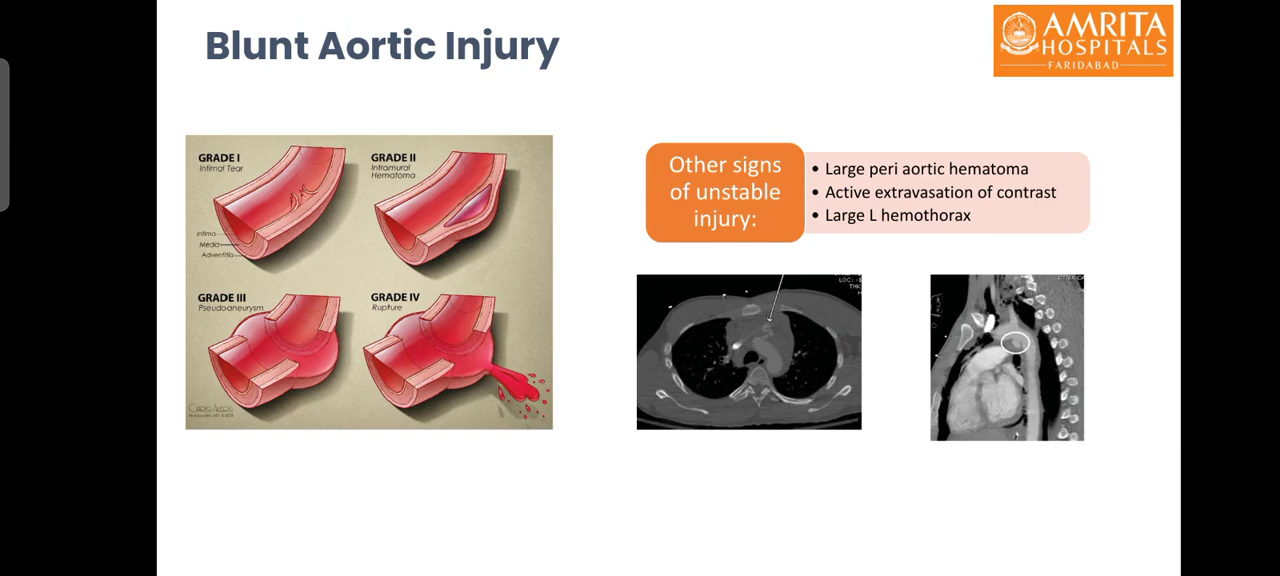 Blunt Aortic Injury
AMRITA
HOSPITALS
FARIDABAD
GRADE I
Intimal Tear
Intima
Media
Adventitia
GRADE II
Intramural
Hematoma
GRADE III
Pseudoaneurysm
GRADE IV
Rupture
Other signs
of unstable
injury:
• Large peri aortic hematoma
• Active extravasation of contrast
• Large L hemothorax